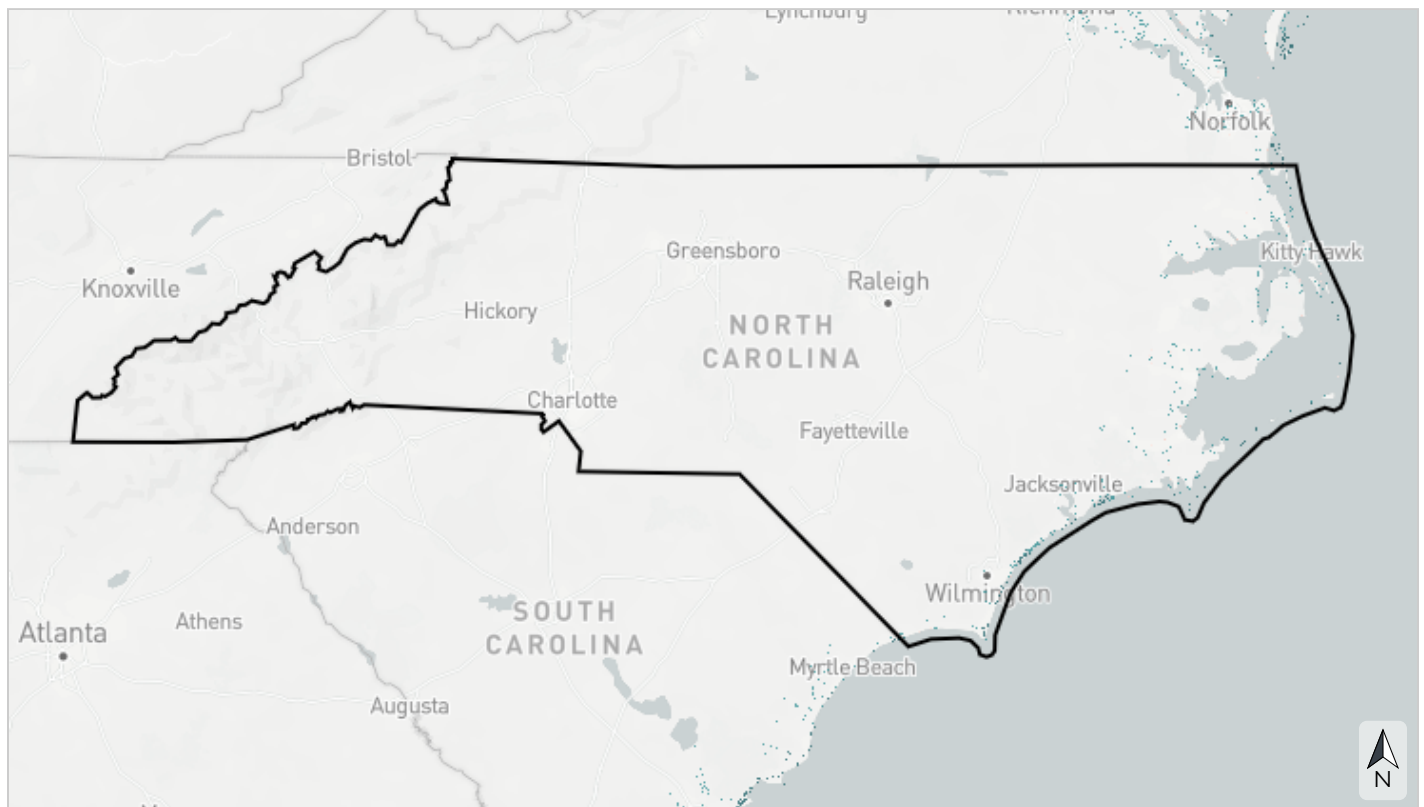 Lynchburg
Richmond
Norfolk
Bristol
Greensboro
Kitty Hawk
Knoxville
Raleigh
Hickory
NORTH
CAROLINA
Charlotte
Fayetteville
Jacksonville
Anderson
Wilmington
SOUTH
CAROLINA
Athens
Atlanta
Myrtle Beach
Augusta
N